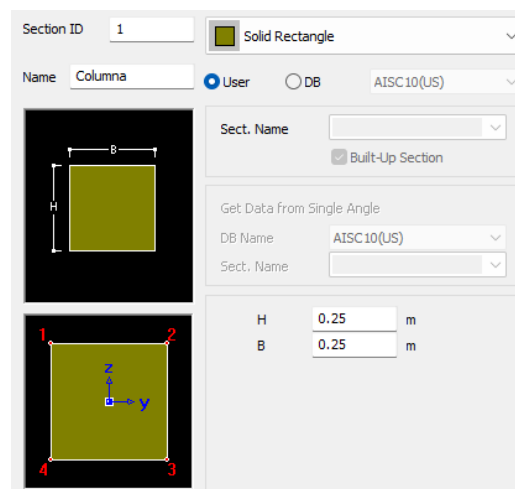 Section ID 1 Solid Rectangle
Name Columna User DB AISC10(US)
Sect. Name
Built-Up Section
Get Data from Single Angle
DB Name AISC10(US)
Sect. Name
B
H
H 0.25 m
B 0.25 m
1 2
z
y
4 3